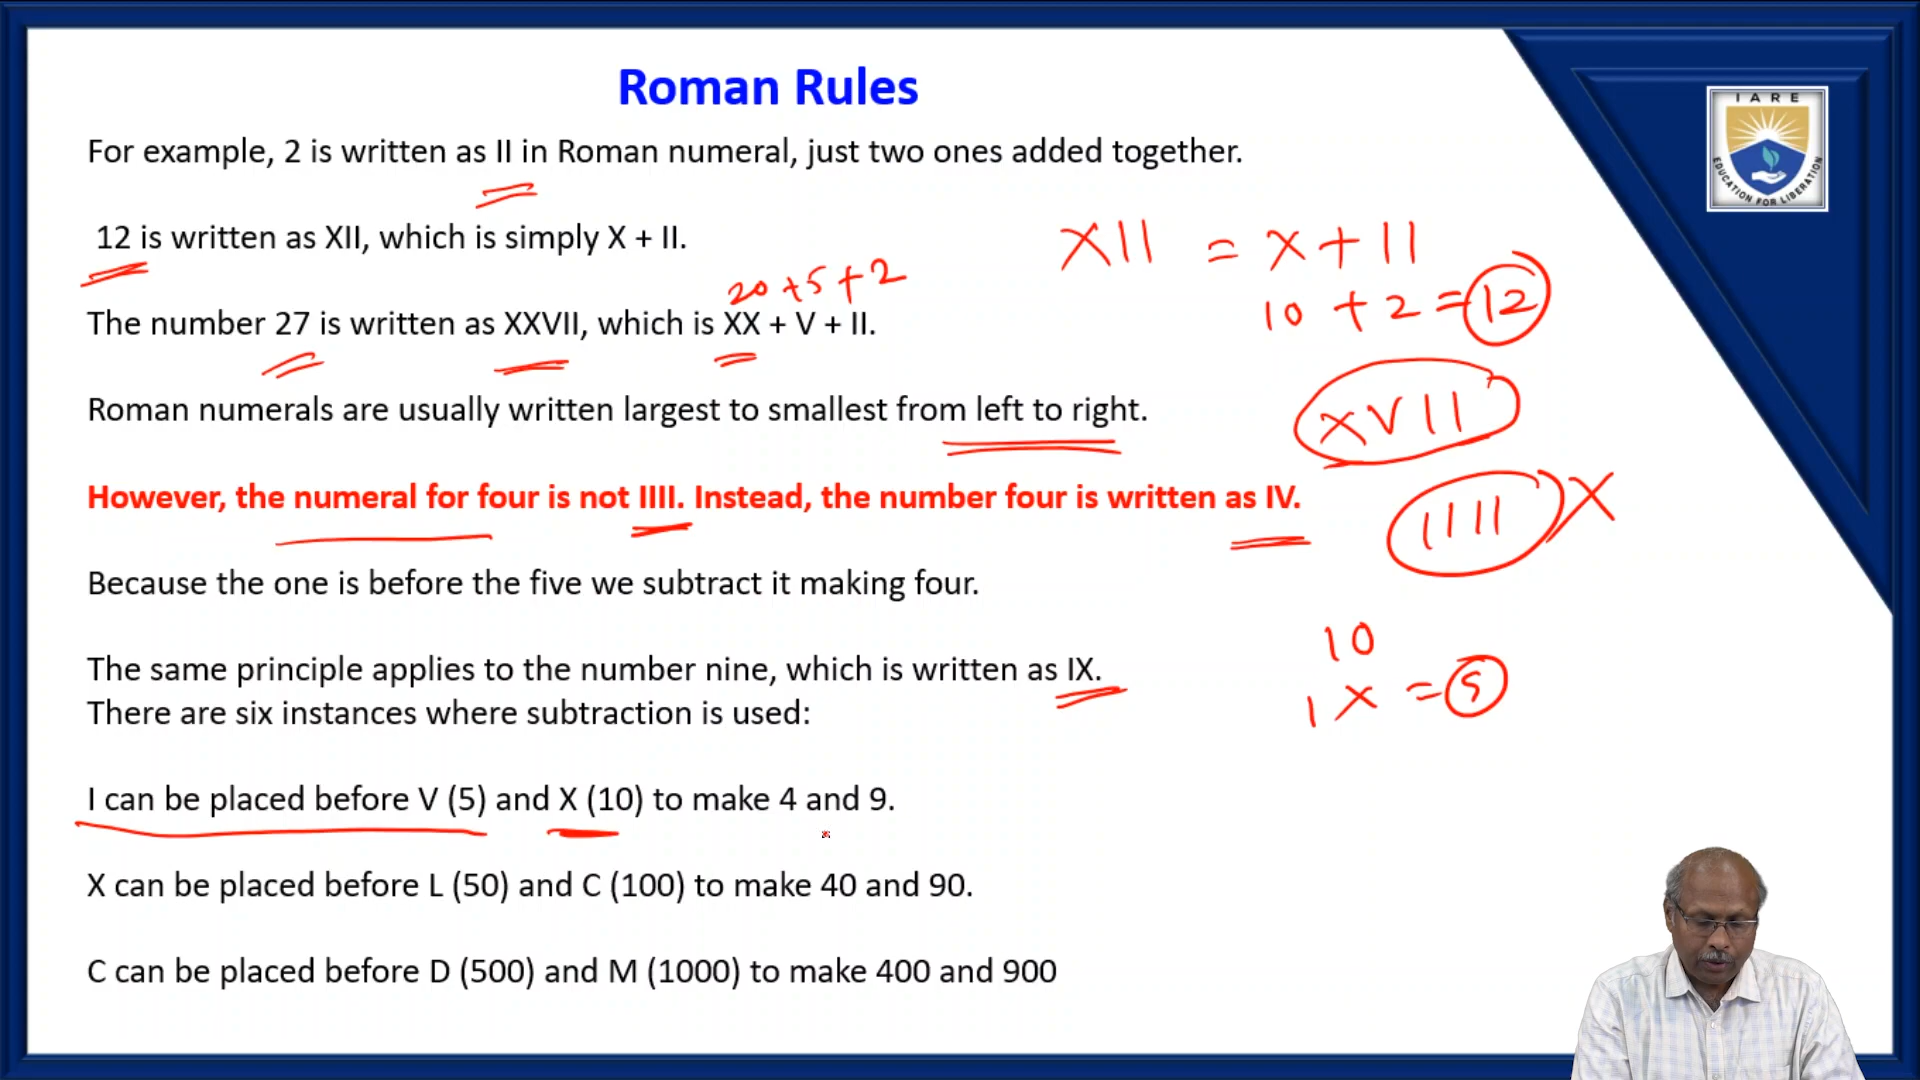 Roman Rules
IARE
EDUCATION FOR LIBERATION
For example, 2 is written as II in Roman numeral, just two ones added together.
12 is written as XII, which is simply X + II.
XII = X + II
20 + 5 + 2
10 + 2 = 12
The number 27 is written as XXVII, which is XX + V + II.
Roman numerals are usually written largest to smallest from left to right.
XVII
However, the numeral for four is not IIII. Instead, the number four is written as IV.
IIII X
Because the one is before the five we subtract it making four.
10
The same principle applies to the number nine, which is written as IX.
IX = 9
There are six instances where subtraction is used:
I can be placed before V (5) and X (10) to make 4 and 9.
X can be placed before L (50) and C (100) to make 40 and 90.
C can be placed before D (500) and M (1000) to make 400 and 900